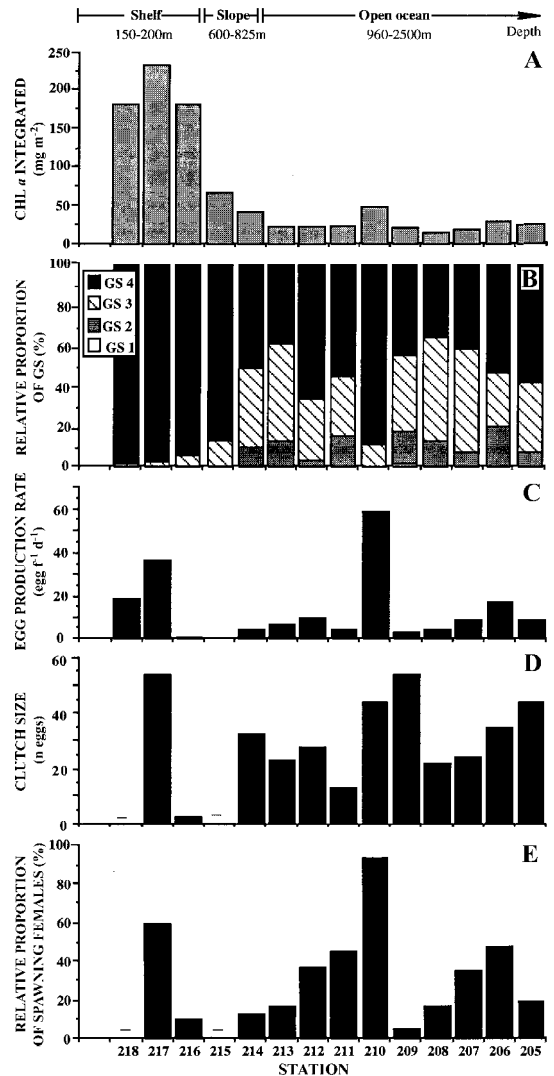 Shelf Slope Open ocean
150-200m 600-825m 960-2500m Depth
A
CHL a INTEGRATED
(mg m-2)
250
200
150
100
50
0
B
GS 4
GS 3
GS 2
GS 1
RELATIVE PROPORTION
OF GS (%)
100
80
60
40
20
0
C
EGG PRODUCTION RATE
(egg f-1 d-1)
60
40
20
0
D
CLUTCH SIZE
(n eggs)
60
40
20
0
E
RELATIVE PROPORTION
OF SPAWNING FEMALES (%)
100
80
60
40
20
0
218 217 216 215 214 213 212 211 210 209 208 207 206 205
STATION